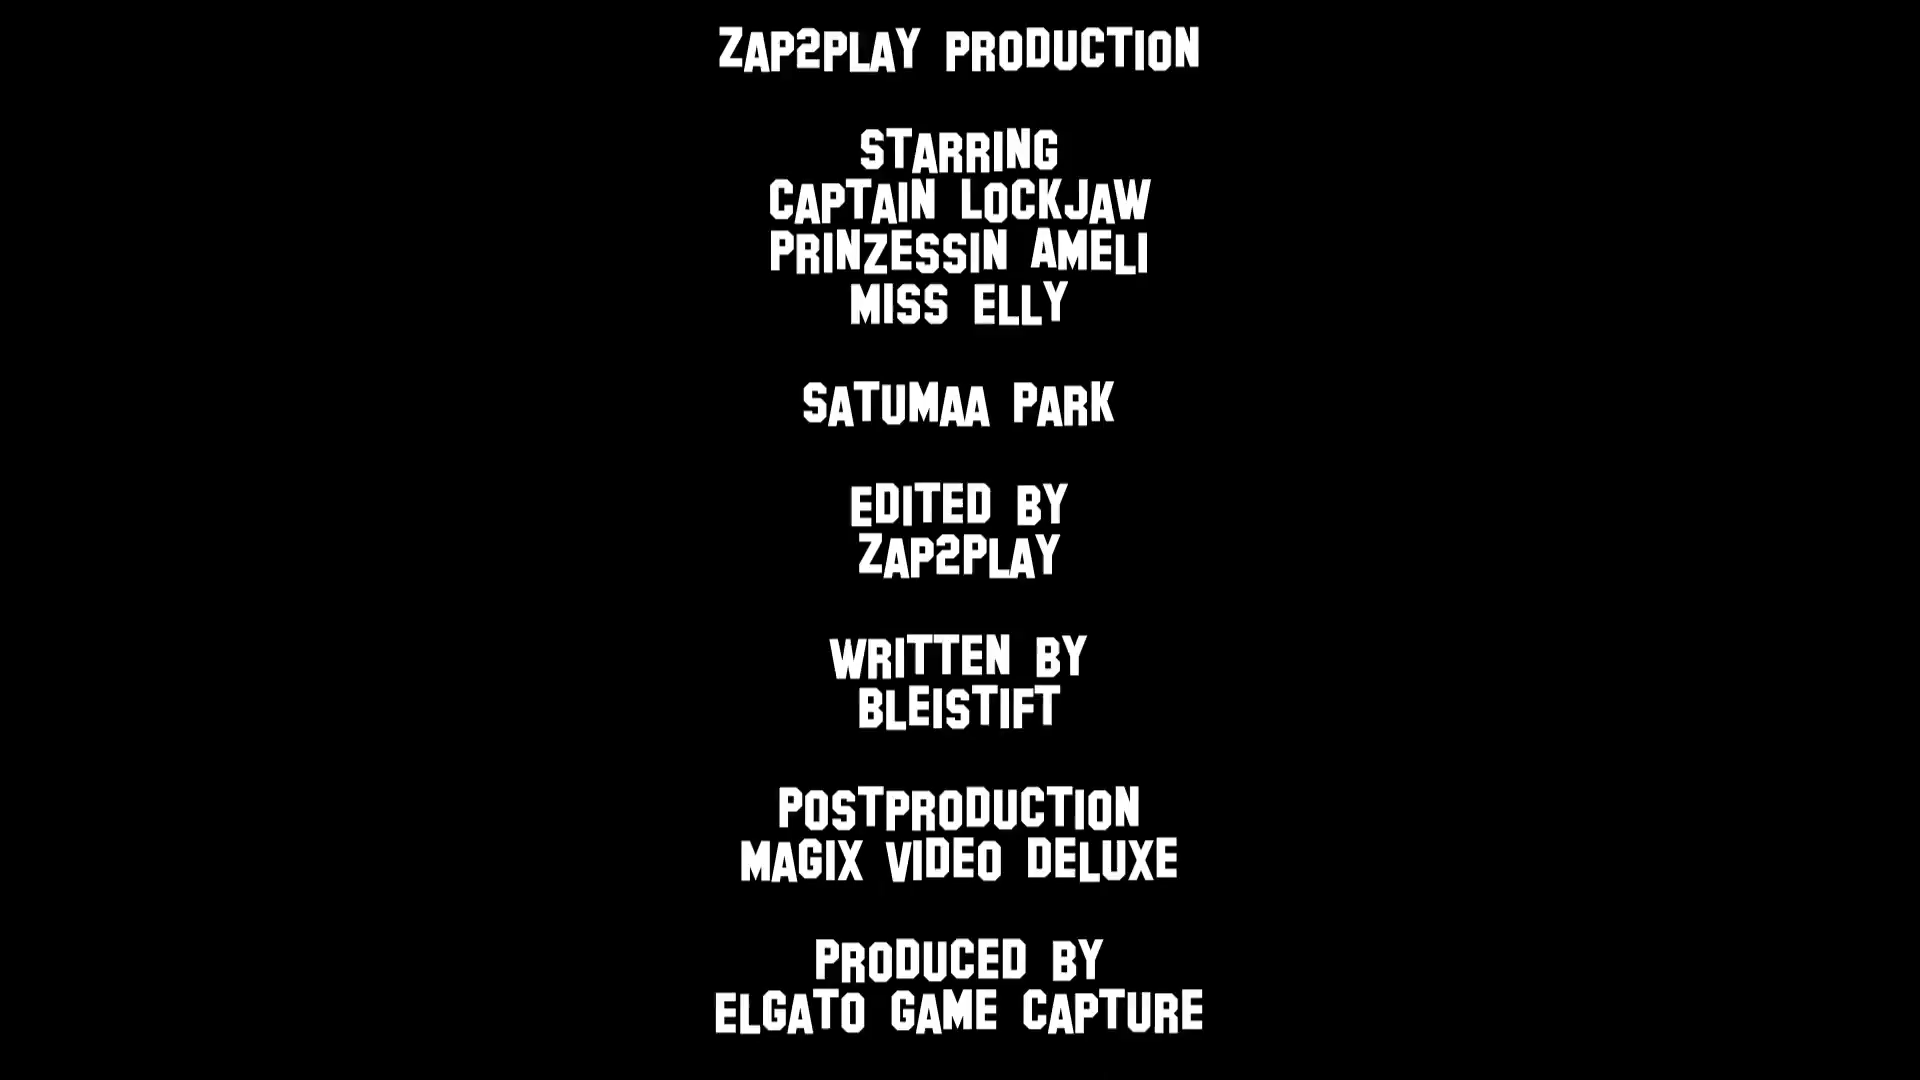 ZAP2PLAY PRODUCTION
STARRING
CAPTAIN LOCKJAW
PRINZESSIN AMELI
MISS ELLY
SATUMAA PARK
EDITED BY
ZAP2PLAY
WRITTEN BY
BLEISTIFT
POSTPRODUCTION
MAGIX VIDEO DELUXE
PRODUCED BY
ELGATO GAME CAPTURE